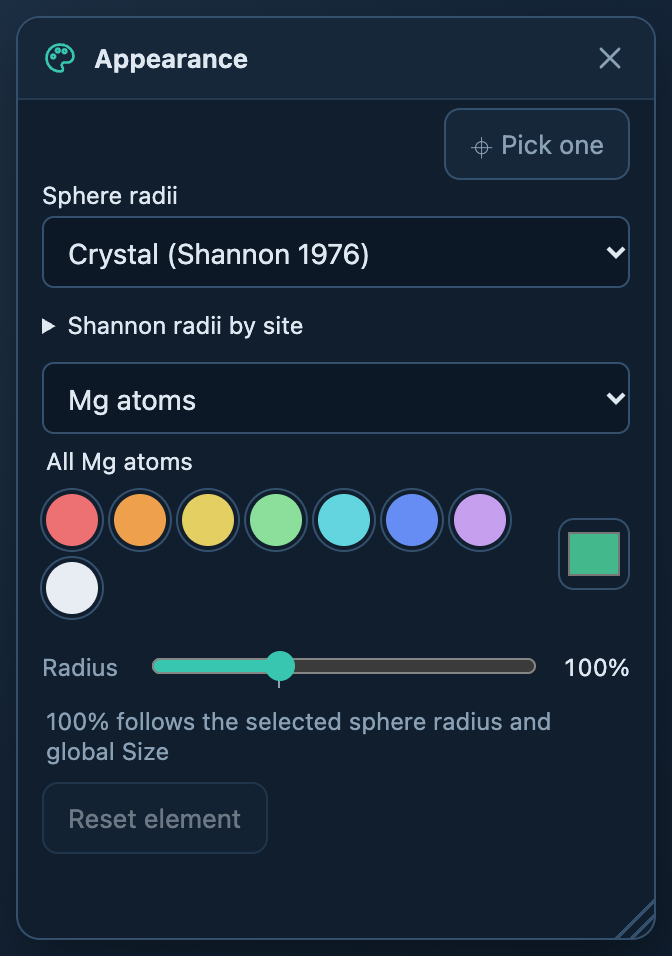 Appearance
Pick one
Sphere radii
Crystal (Shannon 1976)
Shannon radii by site
Mg atoms
All Mg atoms
Radius 100%
100% follows the selected sphere radius and
global Size
Reset element